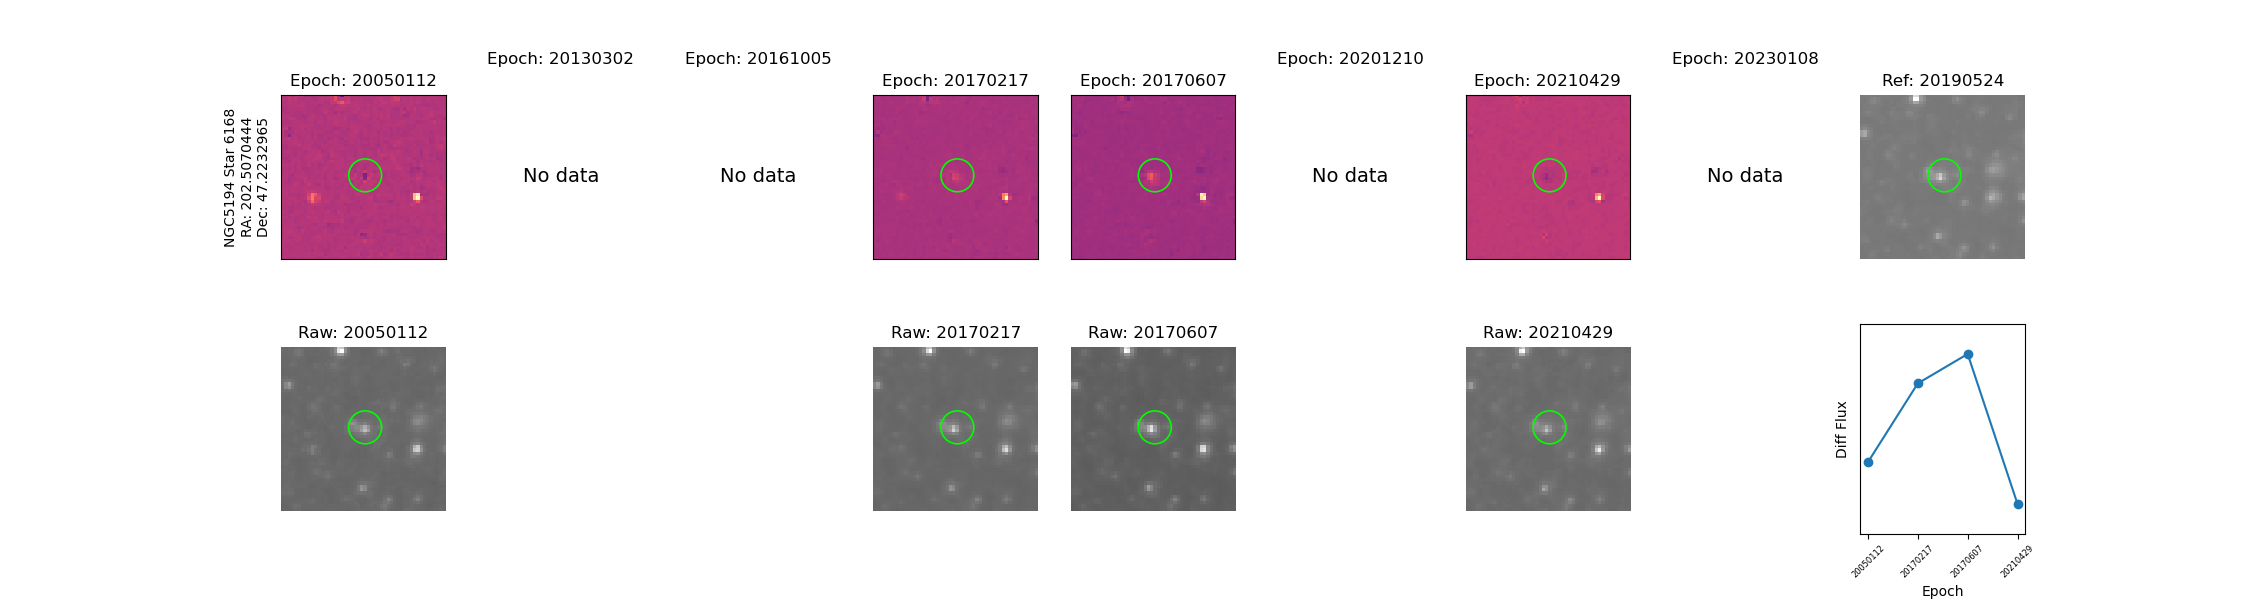 Epoch: 20050112
Epoch: 20130302
Epoch: 20161005
Epoch: 20170217
Epoch: 20170607
Epoch: 20201210
Epoch: 20210429
Epoch: 20230108
Ref: 20190524
NGC5194 Star 6168
RA: 202.5070444
Dec: 47.2232965
No data
No data
No data
No data
Raw: 20050112
Raw: 20170217
Raw: 20170607
Raw: 20210429
Diff Flux
20050112
20170217
20170607
20210429
Epoch